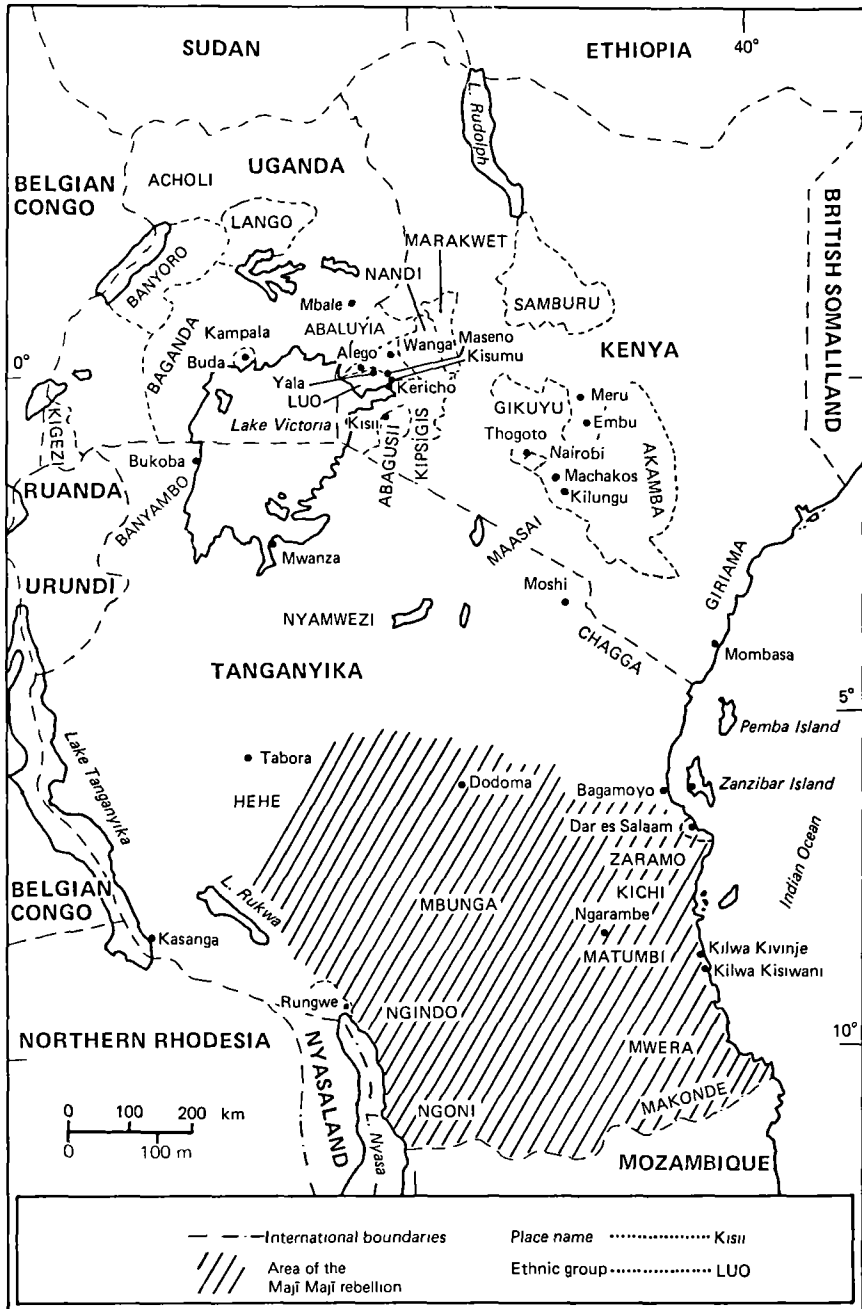 SUDAN
ETHIOPIA
40°
L. Rudolph
UGANDA
ACHOLI
BELGIAN
CONGO
LANGO
BRITISH SOMALILAND
MARAKWET
BANYORO
NANDI
SAMBURU
Mbale
ABALUYIA
Kampala
Wanga
Maseno
KENYA
BAGANDA
Alego
Kisumu
0°
Buda
Yala
Kericho
Meru
LUO
GIKUYU
Embu
KIGEZI
Lake Victoria
Kisii
ABAGUSII
KIPSIGIS
Thogoto
Nairobi
AKAMBA
Bukoba
Machakos
RUANDA
Kilungu
BANYAMBO
MAASAI
Mwanza
GIRIAMA
URUNDI
Moshi
NYAMWEZI
CHAGGA
Mombasa
TANGANYIKA
5°
Pemba Island
Lake Tanganyika
Tabora
Dodoma
Bagamoyo
Zanzibar Island
HEHE
Dar es Salaam
ZARAMO
Indian Ocean
BELGIAN
CONGO
L. Rukwa
MBUNGA
KICHI
Ngarambe
Kasanga
MATUMBI
Kilwa Kivinje
Kilwa Kisiwani
Rungwe
NGINDO
NORTHERN RHODESIA
MWERA
10°
NYASALAND
0 100 200 km
NGONI
MAKONDE
0 100 m
L. Nyasa
MOZAMBIQUE
International boundaries
Place name Kisii
Area of the
Majī Majī rebellion
Ethnic group LUO